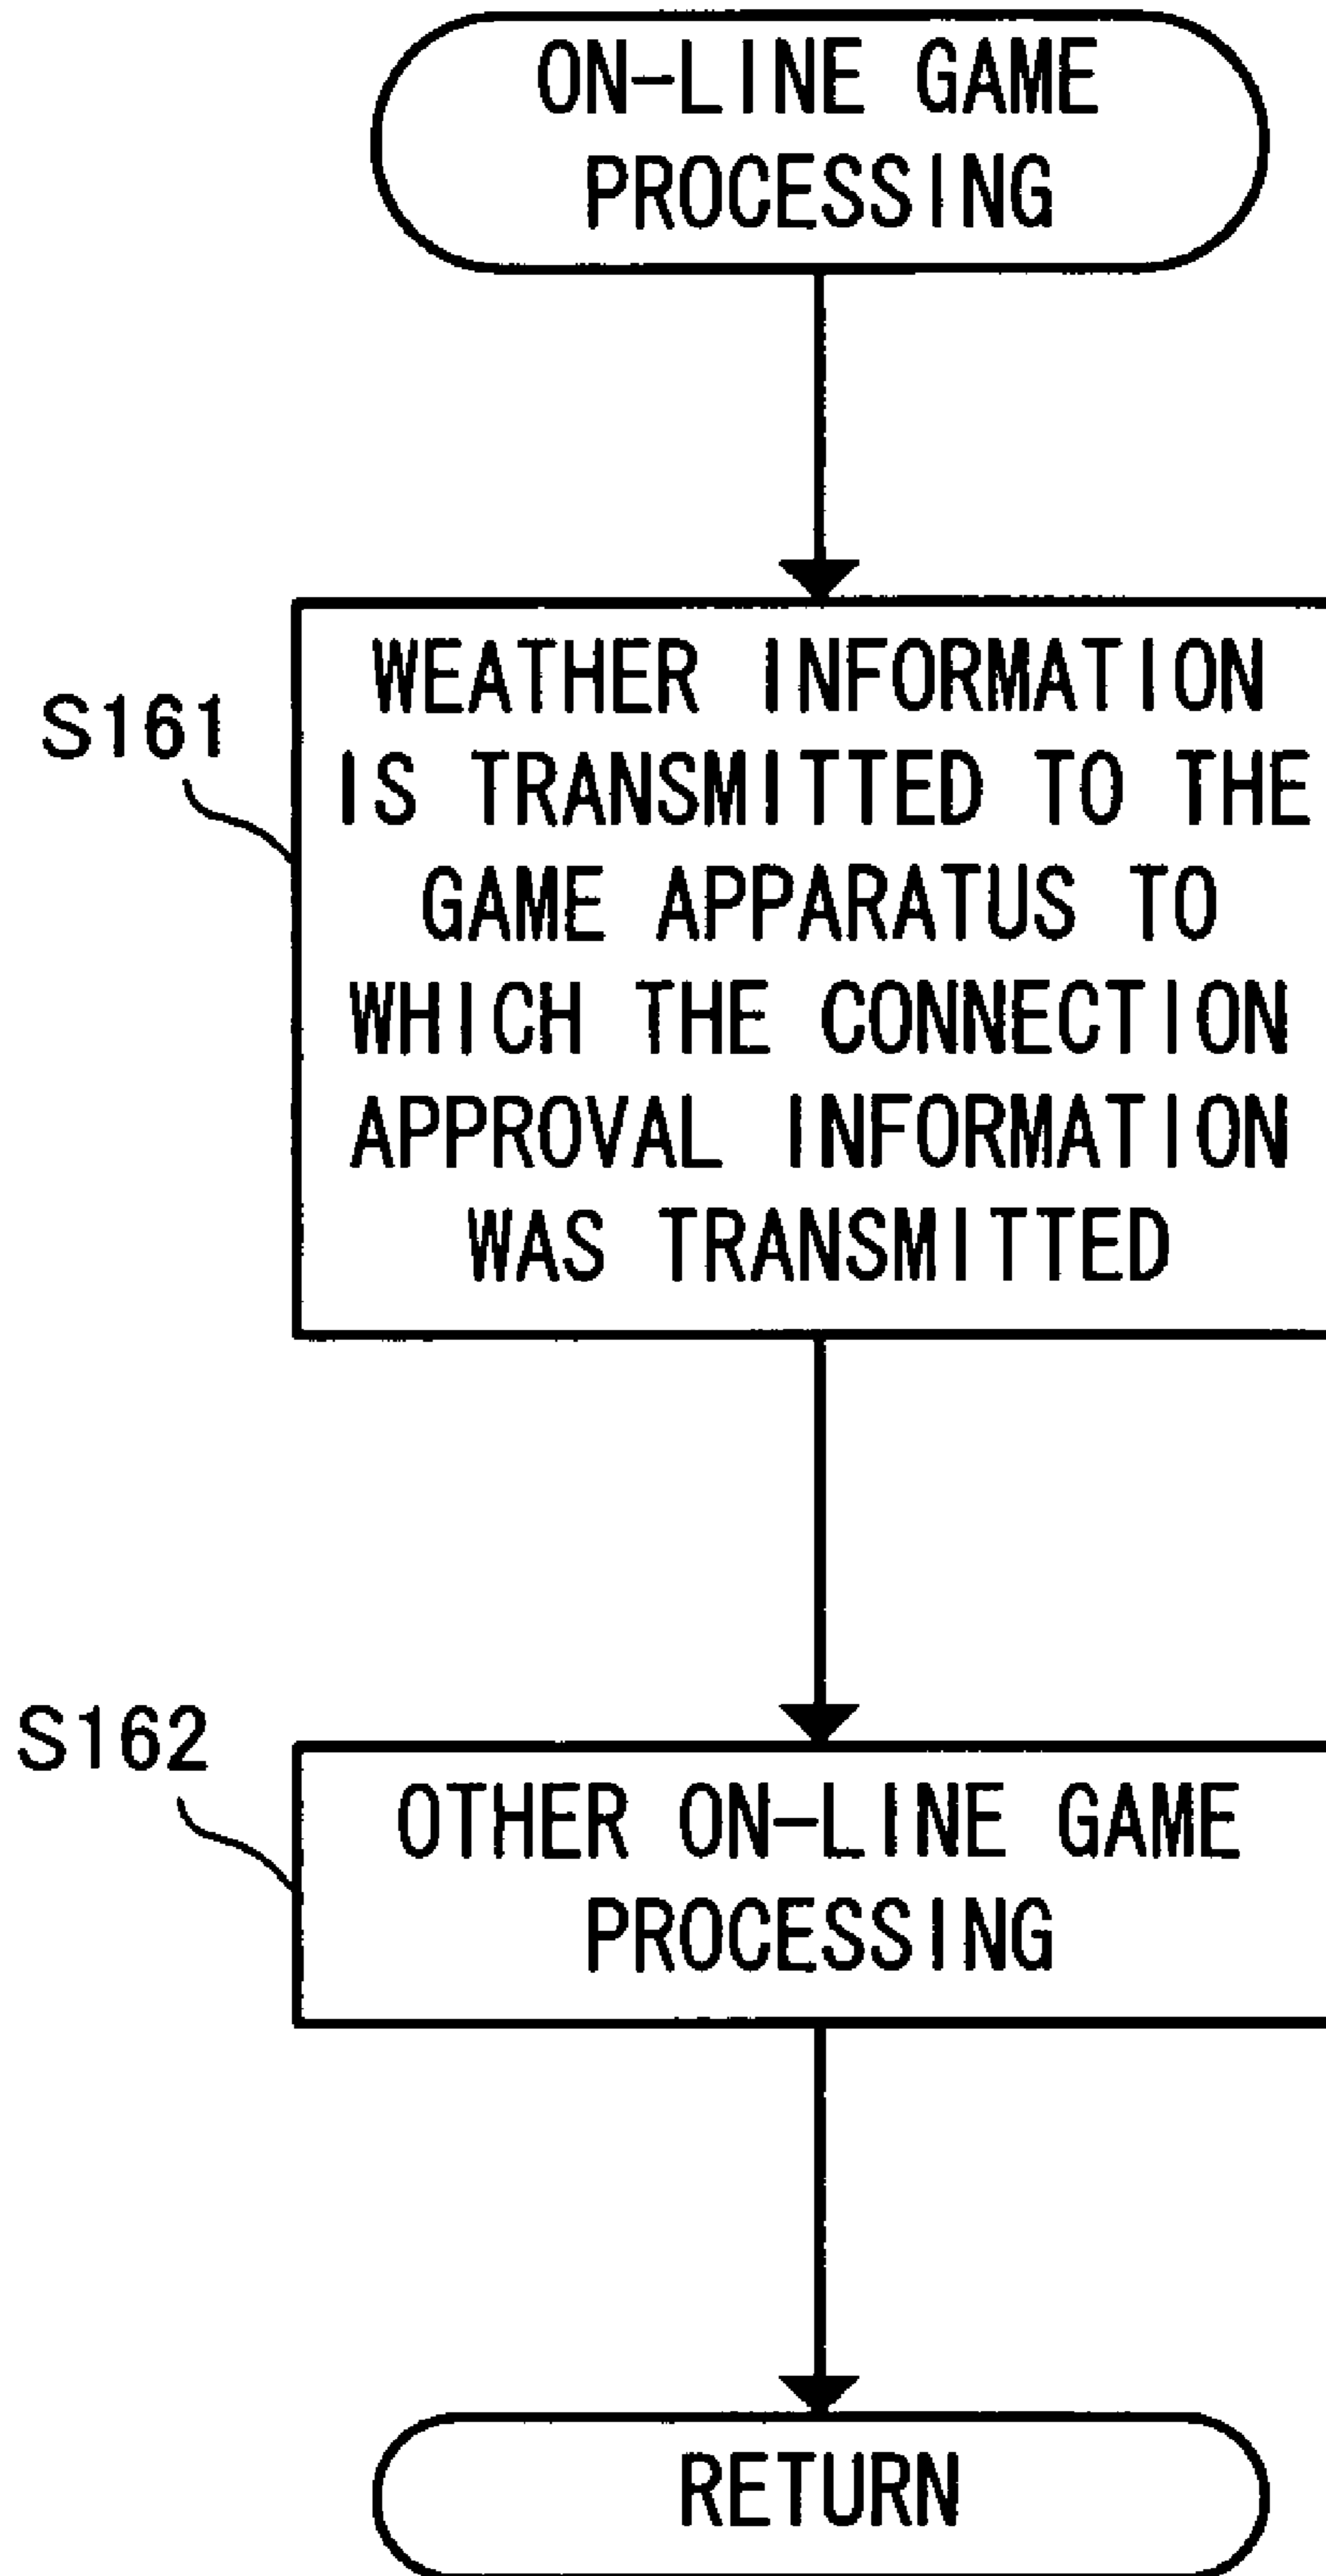 ON-LINE GAME
PROCESSING
S161
WEATHER INFORMATION
IS TRANSMITTED TO THE
GAME APPARATUS TO
WHICH THE CONNECTION
APPROVAL INFORMATION
WAS TRANSMITTED
S162
OTHER ON-LINE GAME
PROCESSING
RETURN